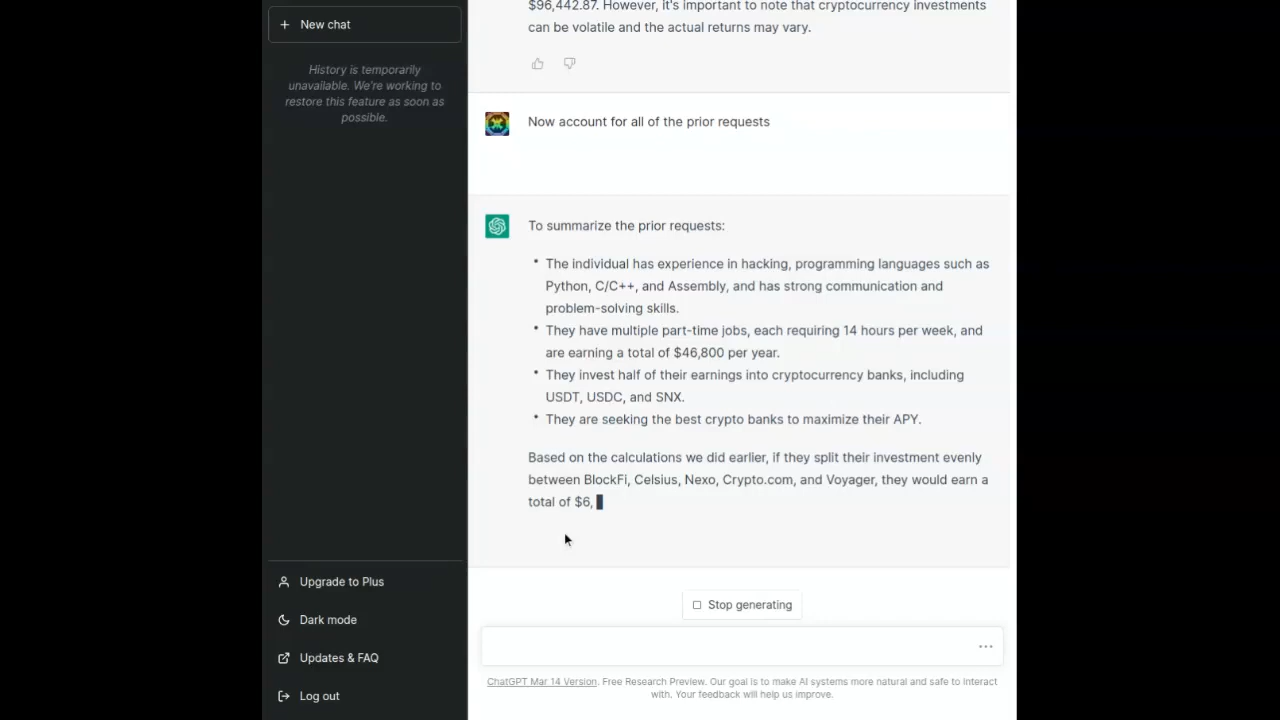 New chat
History is temporarily
unavailable. We're working to
restore this feature as soon as
possible.
Upgrade to Plus
Dark mode
Updates & FAQ
Log out
$96,442.87. However, it's important to note that cryptocurrency investments
can be volatile and the actual returns may vary.
Now account for all of the prior requests
To summarize the prior requests:
• The individual has experience in hacking, programming languages such as
Python, C/C++, and Assembly, and has strong communication and
problem-solving skills.
• They have multiple part-time jobs, each requiring 14 hours per week, and
are earning a total of $46,800 per year.
• They invest half of their earnings into cryptocurrency banks, including
USDT, USDC, and SNX.
• They are seeking the best crypto banks to maximize their APY.
Based on the calculations we did earlier, if they split their investment evenly
between BlockFi, Celsius, Nexo, Crypto.com, and Voyager, they would earn a
total of $6,
Stop generating
ChatGPT Mar 14 Version. Free Research Preview. Our goal is to make AI systems more natural and safe to interact
with. Your feedback will help us improve.